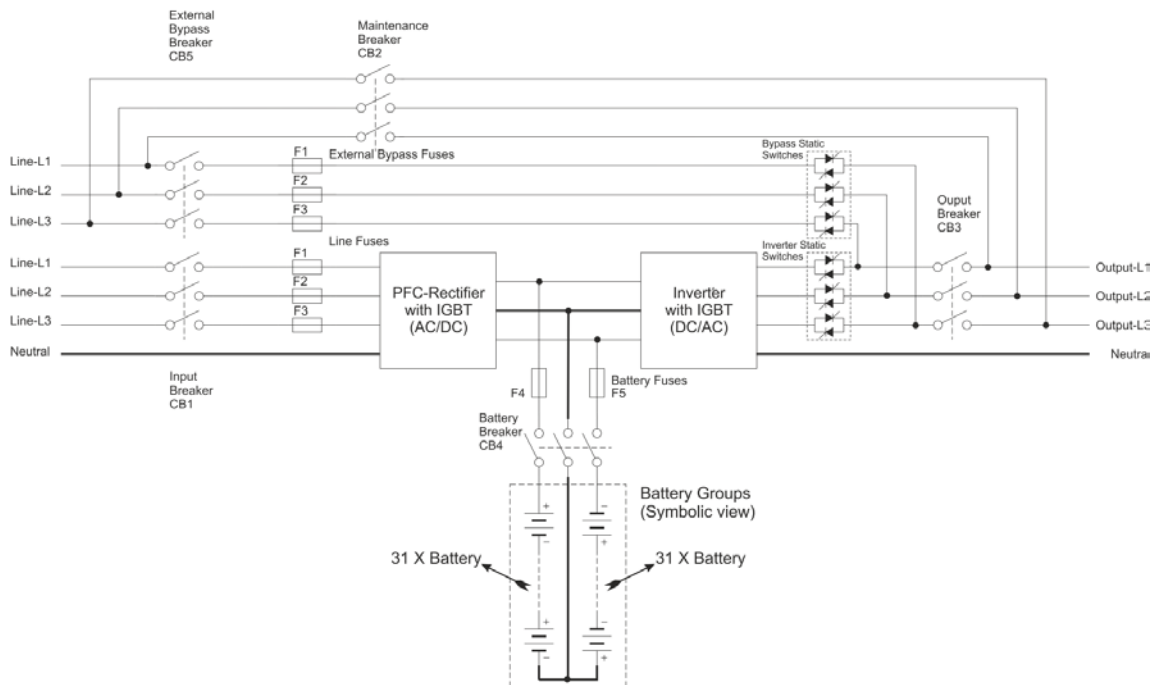 External
Bypass
Breaker
CB5
Maintenance
Breaker
CB2
Line-L1
F1
External Bypass Fuses
Bypass Static
Switches
Line-L2
F2
Line-L3
F3
Ouput
Breaker
CB3
Line Fuses
Inverter Static
Switches
Line-L1
F1
Output-L1
Line-L2
F2
PFC-Rectifier
with IGBT
(AC/DC)
Inverter
with IGBT
(DC/AC)
Output-L2
Line-L3
F3
Output-L3
Neutral
Neutral
Input
Breaker
CB1
F4
Battery Fuses
F5
Battery
Breaker
CB4
Battery Groups
(Symbolic view)
+
-
-
+
31 X Battery
31 X Battery
+
-
-
+